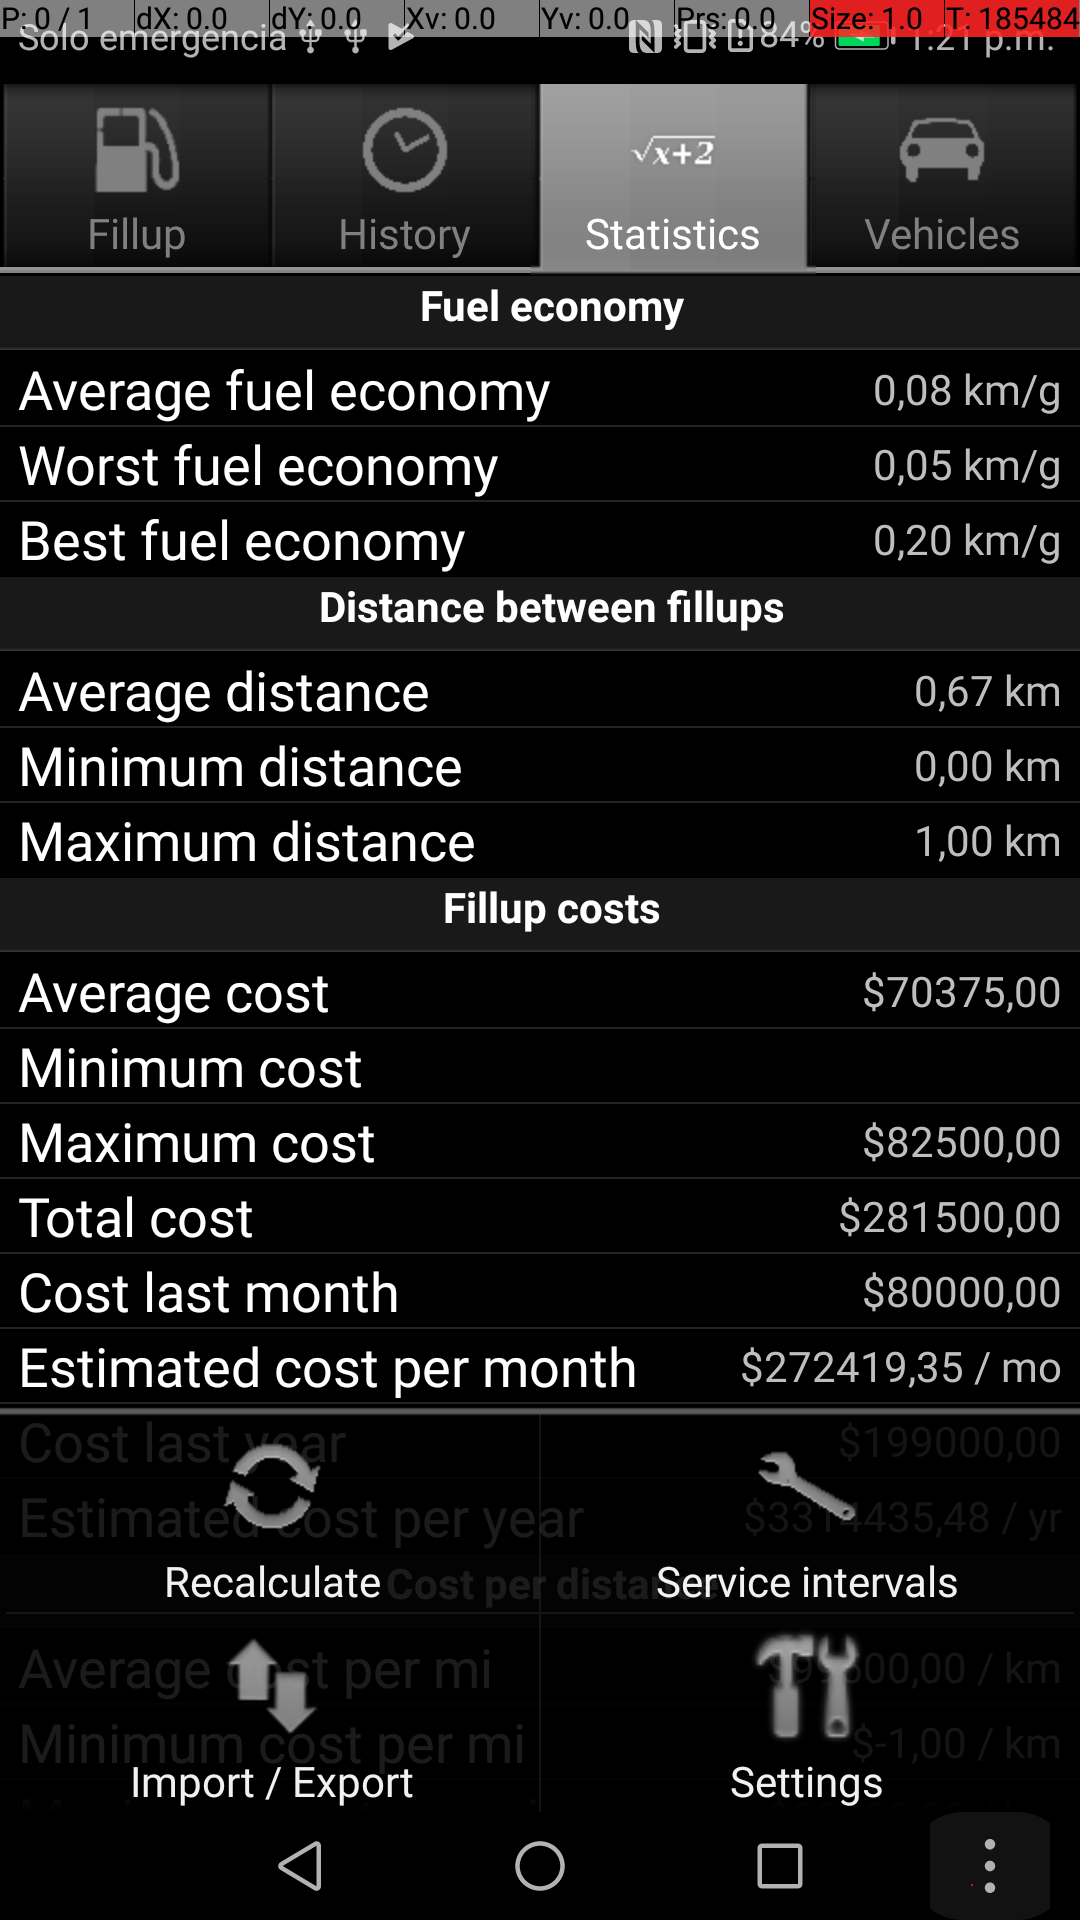 P: 0 / 1 dX: 0.0 dY: 0.0 Xv: 0.0 Yv: 0.0 Prs: 0.0 Size: 1.0 T: 185484
Solo emergencia 84% 1:21 p.m.
√x+2
Fillup History Statistics Vehicles
Fuel economy
Average fuel economy 0,08 km/g
Worst fuel economy 0,05 km/g
Best fuel economy 0,20 km/g
Distance between fillups
Average distance 0,67 km
Minimum distance 0,00 km
Maximum distance 1,00 km
Fillup costs
Average cost $70375,00
Minimum cost
Maximum cost $82500,00
Total cost $281500,00
Cost last month $80000,00
Estimated cost per month $272419,35 / mo
Cost last year $199000,00
Estimated cost per year $3314435,48 / yr
Cost per distance
Recalculate Service intervals
Average cost per mi 00,00 / km
Minimum cost per mi $-1,00 / km
Import / Export Settings